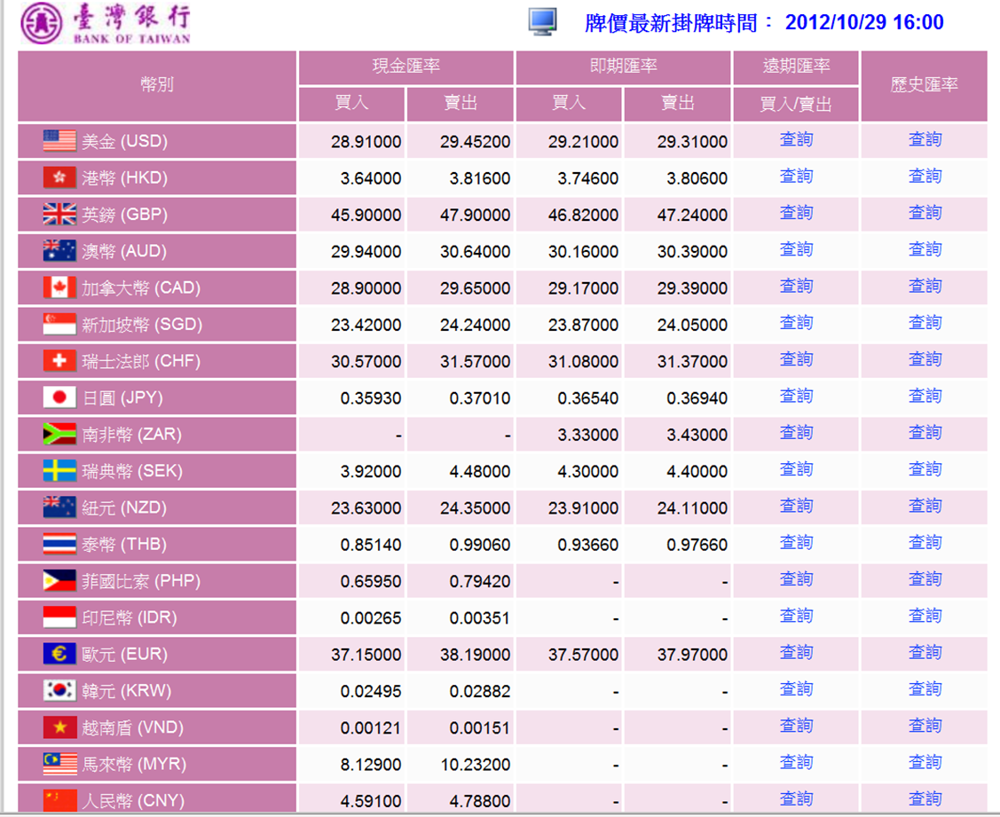 臺灣銀行
BANK OF TAIWAN
牌價最新掛牌時間： 2012/10/29 16:00
幣別 現金匯率 即期匯率 遠期匯率 歷史匯率
買入 賣出 買入 賣出 買入/賣出
美金 (USD) 28.91000 29.45200 29.21000 29.31000 查詢 查詢
港幣 (HKD) 3.64000 3.81600 3.74600 3.80600 查詢 查詢
英鎊 (GBP) 45.90000 47.90000 46.82000 47.24000 查詢 查詢
澳幣 (AUD) 29.94000 30.64000 30.16000 30.39000 查詢 查詢
加拿大幣 (CAD) 28.90000 29.65000 29.17000 29.39000 查詢 查詢
新加坡幣 (SGD) 23.42000 24.24000 23.87000 24.05000 查詢 查詢
瑞士法郎 (CHF) 30.57000 31.57000 31.08000 31.37000 查詢 查詢
日圓 (JPY) 0.35930 0.37010 0.36540 0.36940 查詢 查詢
南非幣 (ZAR) - - 3.33000 3.43000 查詢 查詢
瑞典幣 (SEK) 3.92000 4.48000 4.30000 4.40000 查詢 查詢
紐元 (NZD) 23.63000 24.35000 23.91000 24.11000 查詢 查詢
泰幣 (THB) 0.85140 0.99060 0.93660 0.97660 查詢 查詢
菲國比索 (PHP) 0.65950 0.79420 - - 查詢 查詢
印尼幣 (IDR) 0.00265 0.00351 - - 查詢 查詢
歐元 (EUR) 37.15000 38.19000 37.57000 37.97000 查詢 查詢
韓元 (KRW) 0.02495 0.02882 - - 查詢 查詢
越南盾 (VND) 0.00121 0.00151 - - 查詢 查詢
馬來幣 (MYR) 8.12900 10.23200 - - 查詢 查詢
人民幣 (CNY) 4.59100 4.78800 - - 查詢 查詢